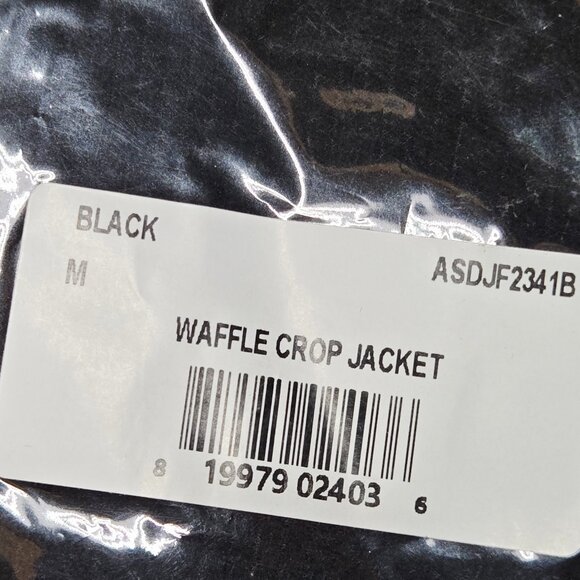 BLACK
M
ASDJF2341B
WAFFLE CROP JACKET
8 19979 02403 6